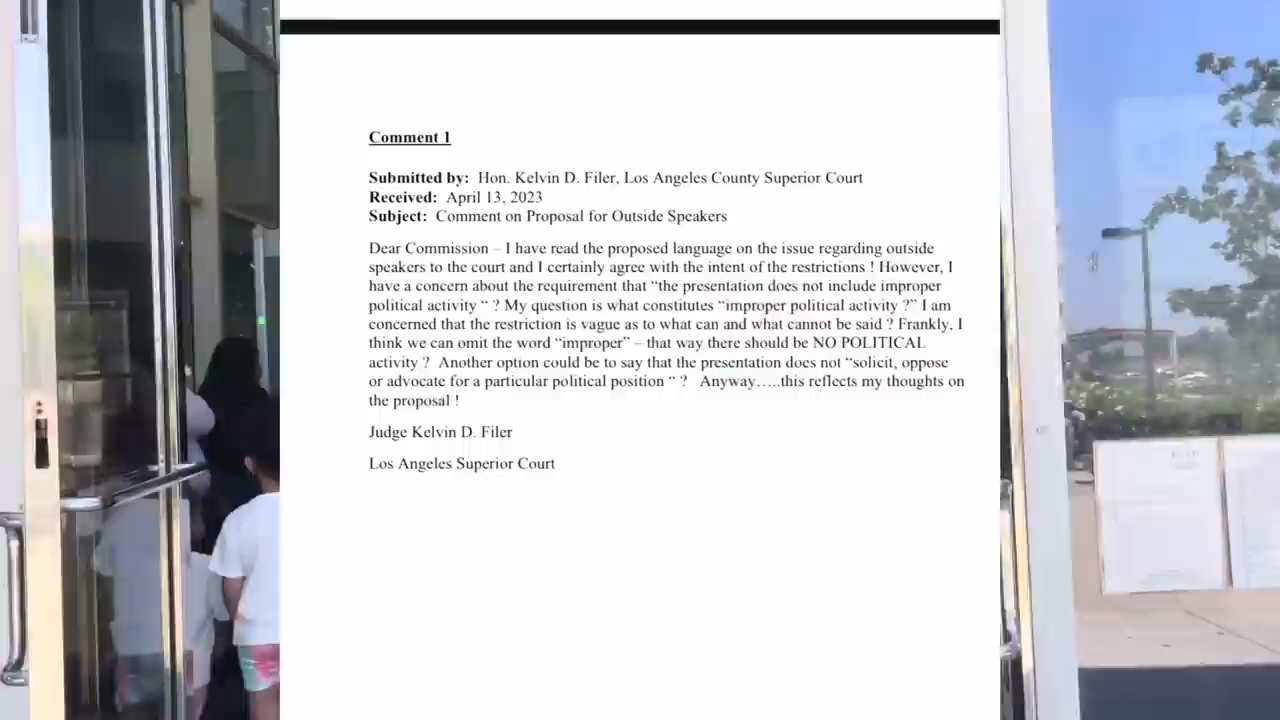 Comment 1
Submitted by: Hon. Kelvin D. Filer, Los Angeles County Superior Court
Received: April 13, 2023
Subject: Comment on Proposal for Outside Speakers
Dear Commission – I have read the proposed language on the issue regarding outside
speakers to the court and I certainly agree with the intent of the restrictions ! However, I
have a concern about the requirement that “the presentation does not include improper
political activity “ ? My question is what constitutes “improper political activity ?” I am
concerned that the restriction is vague as to what can and what cannot be said ? Frankly, I
think we can omit the word “improper” – that way there should be NO POLITICAL
activity ? Another option could be to say that the presentation does not “solicit, oppose
or advocate for a particular political position “ ? Anyway…..this reflects my thoughts on
the proposal !
Judge Kelvin D. Filer
Los Angeles Superior Court